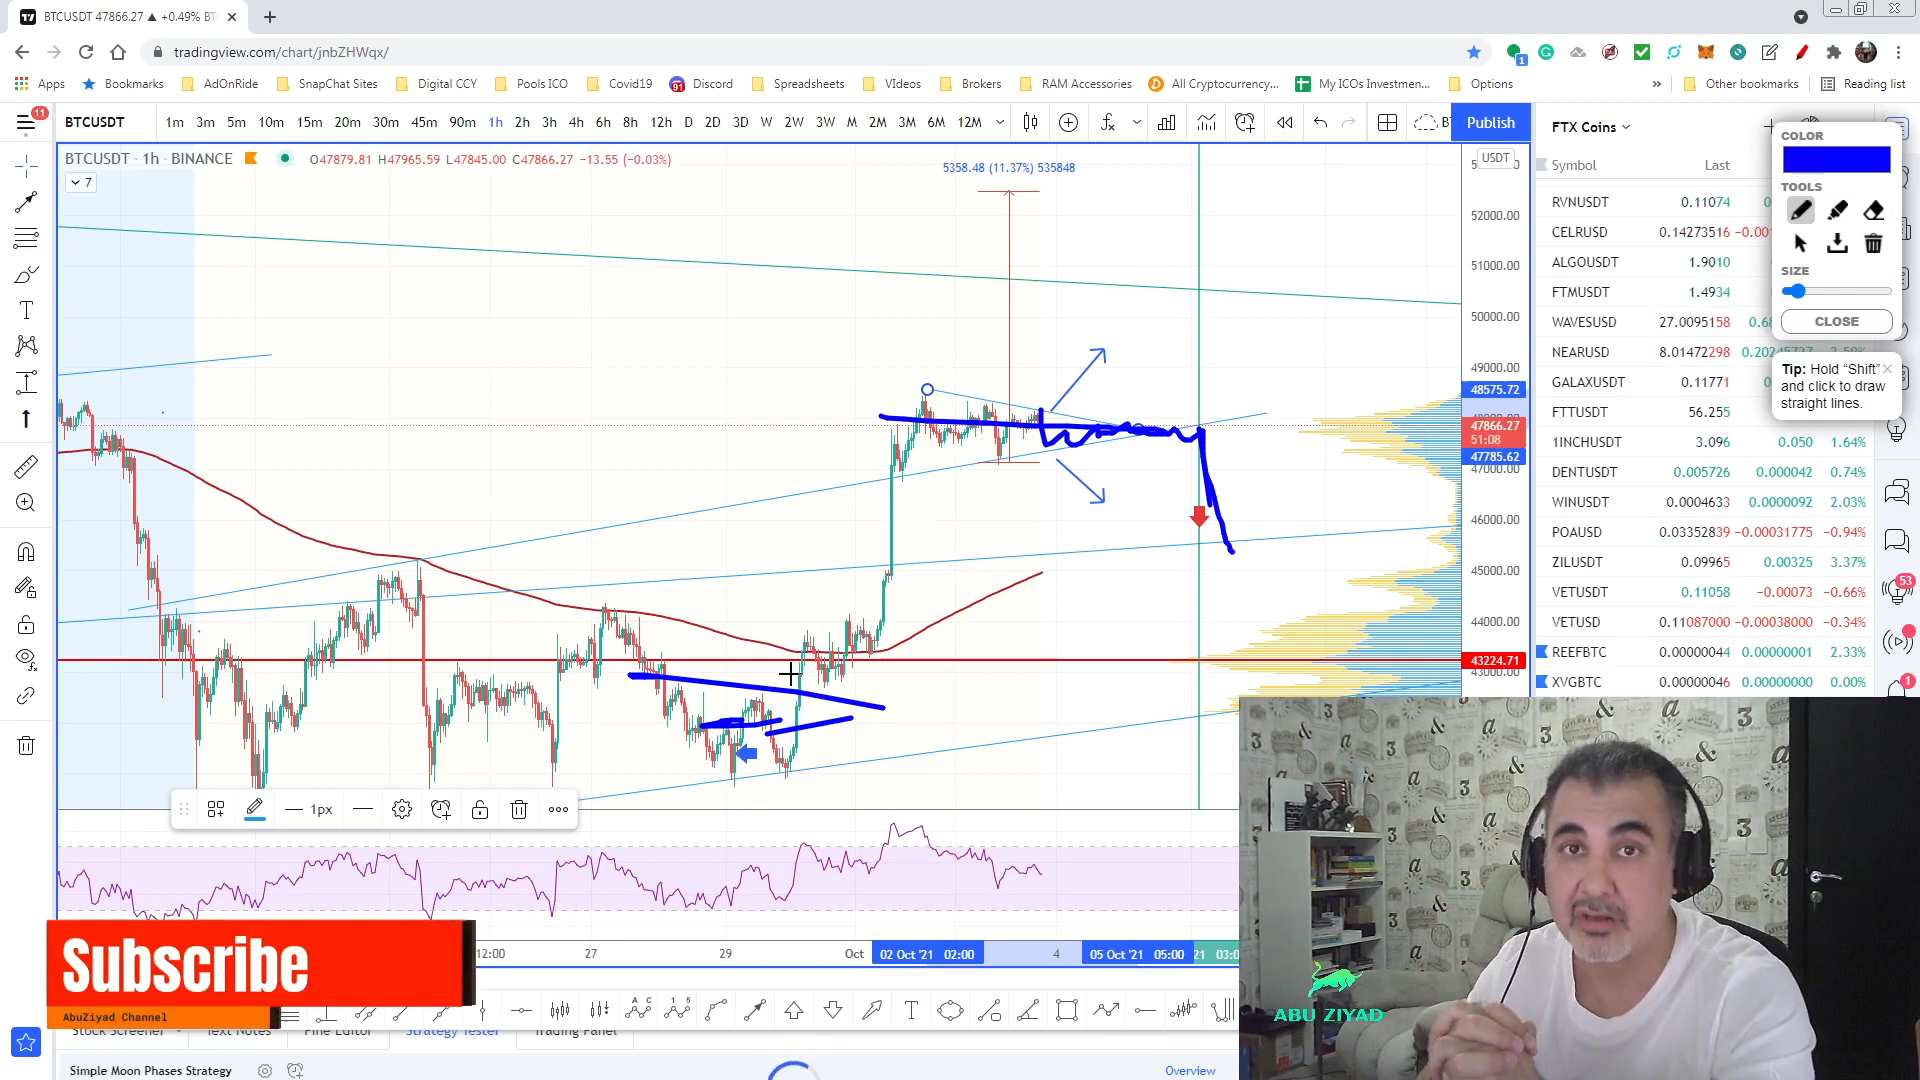 BTCUSDT 47866.27 ▲ +0.49% BT
tradingview.com/chart/jnbZHWqx/
Apps Bookmarks AdOnRide SnapChat Sites Digital CCY Pools ICO Covid19 Discord Spreadsheets VIdeos Brokers RAM Accessories All Cryptocurrency... My ICOs Investmen... Options » Other bookmarks Reading list
11 BTCUSDT 1m 3m 5m 10m 15m 20m 30m 45m 90m 1h 2h 3h 4h 6h 8h 12h D 2D 3D W 2W 3W M 2M 3M 6M 12M Publish
FTX Coins
BTCUSDT · 1h · BINANCE O47879.81 H47965.59 L47845.00 C47866.27 −13.55 (−0.03%)
7
5358.48 (11.37%) 535848
USDT
52000.00
51000.00
50000.00
49000.00
48575.72
47866.27
51:08
47785.62
47000.00
46000.00
45000.00
44000.00
43224.71
43000.00
Symbol Last
RVNUSDT 0.11074
CELRUSD 0.14273516
ALGOUSDT 1.9010
FTMUSDT 1.4934
WAVESUSD 27.0095158
NEARUSD 8.01472298
GALAXUSDT 0.11771
FTTUSDT 56.255
1INCHUSDT 3.096 0.050 1.64%
DENTUSDT 0.005726 0.000042 0.74%
WINUSDT 0.0004633 0.0000092 2.03%
POAUSD 0.03352839 −0.00031775 −0.94%
ZILUSDT 0.09965 0.00325 3.37%
VETUSDT 0.11058 −0.00073 −0.66%
VETUSD 0.11087000 −0.00038000 −0.34%
REEFBTC 0.00000044 0.00000001 2.33%
XVGBTC 0.00000046 0.00000000 0.00%
COLOR
TOOLS
SIZE
CLOSE
Tip: Hold "Shift"
and click to draw
straight lines.
53
1
1px
12:00 27 29 Oct 02 Oct '21 02:00 4 05 Oct '21 05:00 21 03:0
Subscribe
AbuZiyad Channel
ABU ZIYAD
Stock Screener Text Notes Pine Editor Strategy Tester Trading Panel
Simple Moon Phases Strategy
Overview